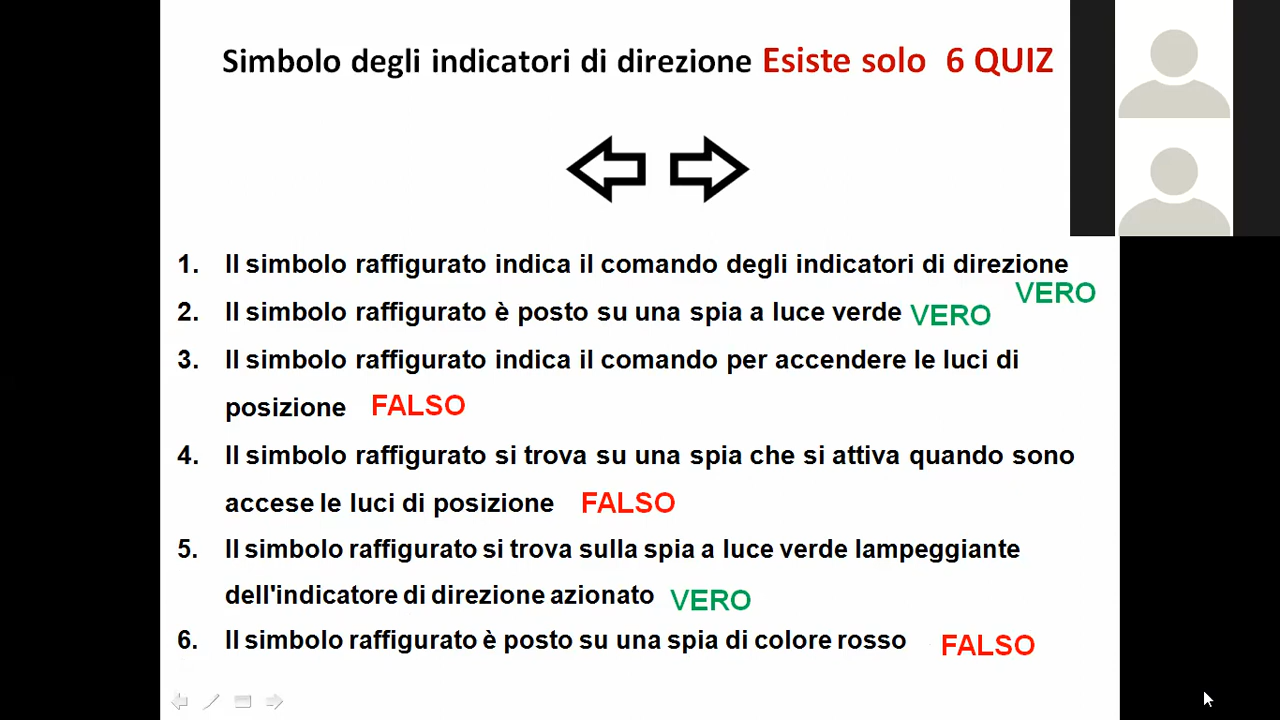 Simbolo degli indicatori di direzione Esiste solo 6 QUIZ
1. Il simbolo raffigurato indica il comando degli indicatori di direzione
VERO
2. Il simbolo raffigurato è posto su una spia a luce verde VERO
3. Il simbolo raffigurato indica il comando per accendere le luci di
posizione FALSO
4. Il simbolo raffigurato si trova su una spia che si attiva quando sono
accese le luci di posizione FALSO
5. Il simbolo raffigurato si trova sulla spia a luce verde lampeggiante
dell'indicatore di direzione azionato VERO
6. Il simbolo raffigurato è posto su una spia di colore rosso FALSO